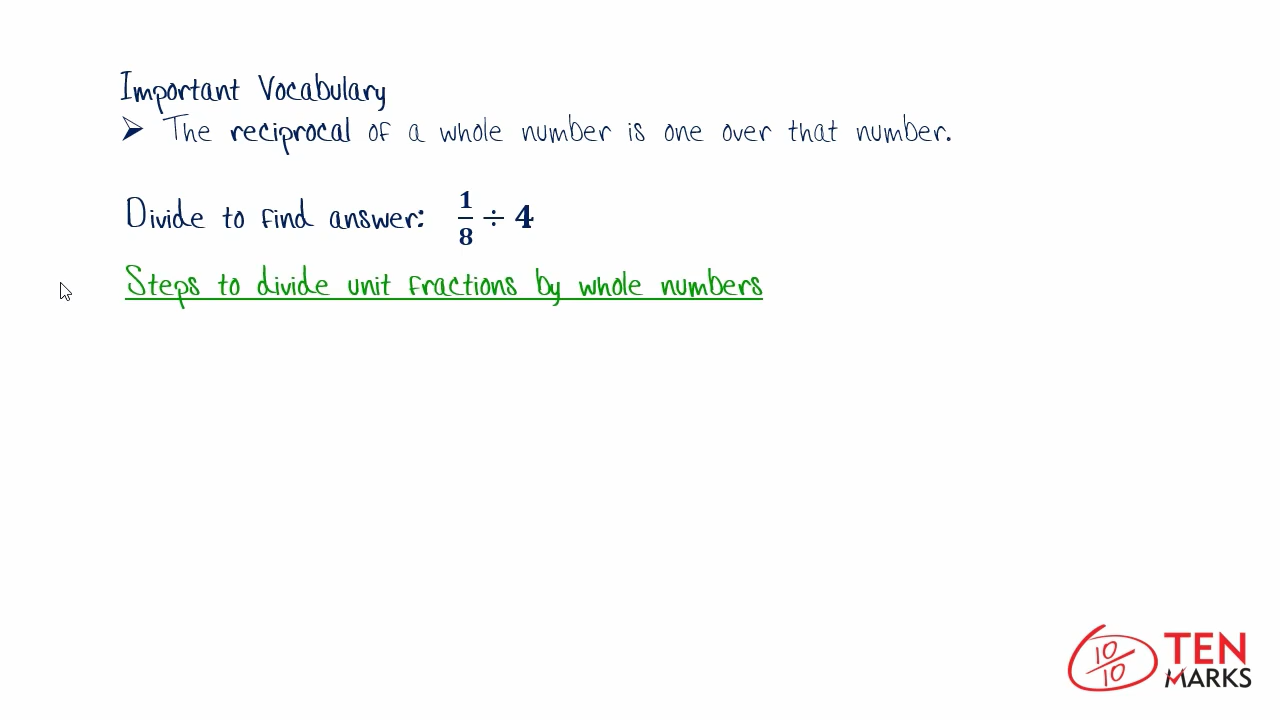 Important Vocabulary
➢ The reciprocal of a whole number is one over that number.
Divide to find answer: 1/8 ÷ 4
Steps to divide unit fractions by whole numbers
10/10 TEN
MARKS